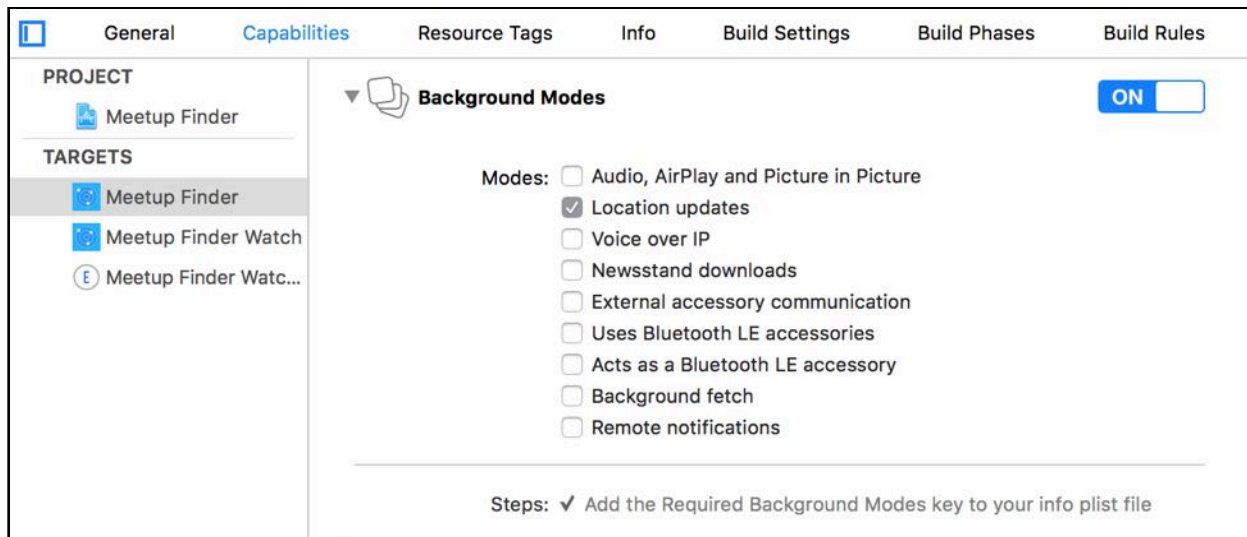 General Capabilities Resource Tags Info Build Settings Build Phases Build Rules
PROJECT
Meetup Finder
TARGETS
Meetup Finder
Meetup Finder Watch
E Meetup Finder Watc...
Background Modes ON
Modes: Audio, AirPlay and Picture in Picture
Location updates
Voice over IP
Newsstand downloads
External accessory communication
Uses Bluetooth LE accessories
Acts as a Bluetooth LE accessory
Background fetch
Remote notifications
Steps: ✓ Add the Required Background Modes key to your info plist file